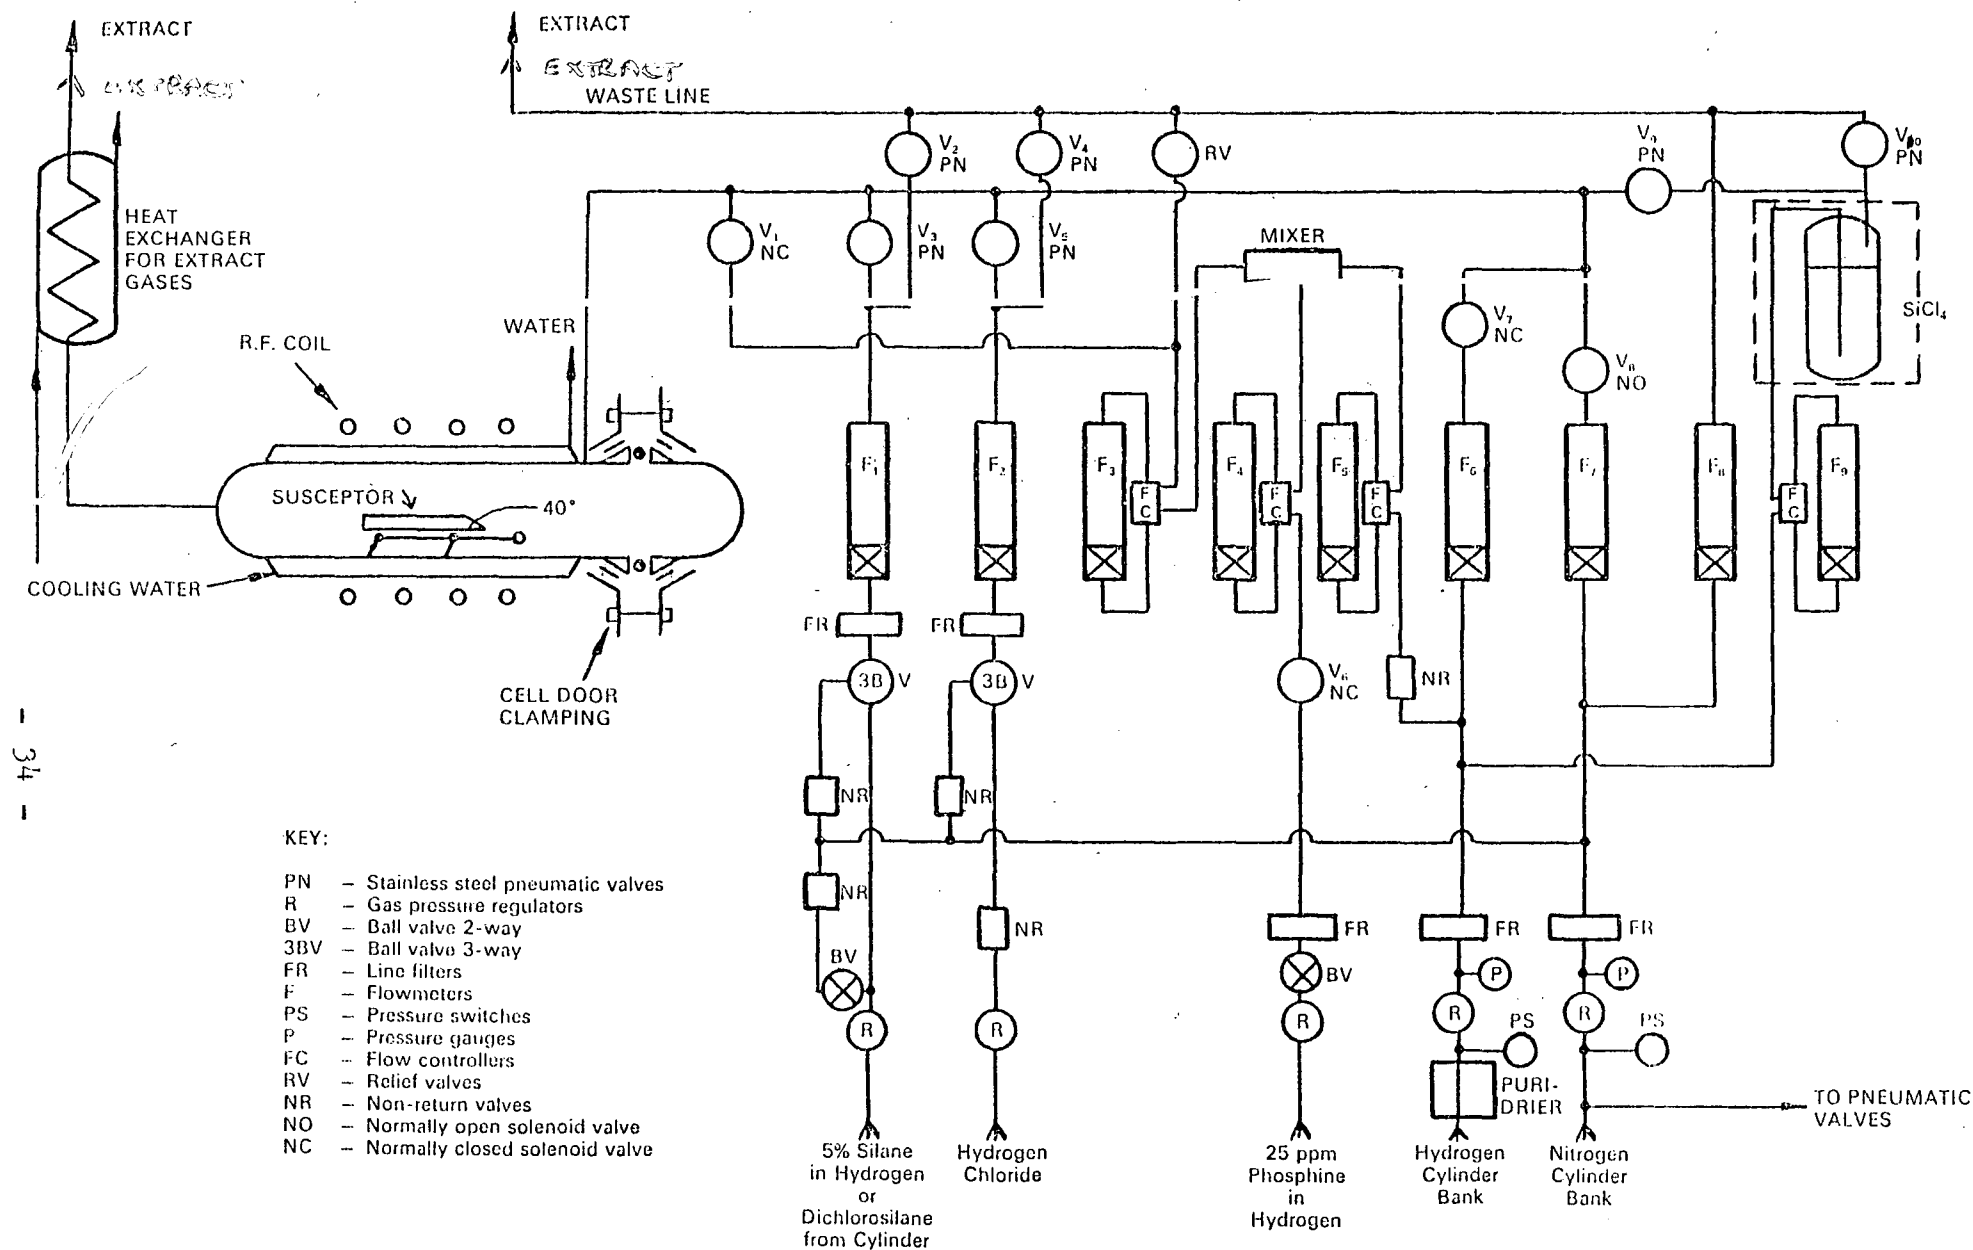 EXTRACT
EXTRACT
EXTRACT
EXTRACT
WASTE LINE
V₂
PN
V₄
PN
RV
V₉
PN
V₁₀
PN
HEAT
EXCHANGER
FOR EXTRACT
GASES
V₁
NC
V₃
PN
V₅
PN
MIXER
SiCl₄
WATER
R.F. COIL
V₇
NC
V₈
NO
F₁
F₂
F₃
F₄
F₅
F₆
F₇
F₈
F₉
F
C
F
C
F
C
F
C
SUSCEPTOR
40°
COOLING WATER
FR
FR
3B V
3B V
V₆
NC
NR
CELL DOOR
CLAMPING
- 34 -
NR
NR
NR
NR
BV
FR
FR
FR
BV
P
P
R
R
R
R
R
PS
PS
PURI-
DRIER
TO PNEUMATIC
VALVES
KEY:
PN – Stainless steel pneumatic valves
R – Gas pressure regulators
BV – Ball valve 2-way
3BV – Ball valve 3-way
FR – Line filters
F – Flowmeters
PS – Pressure switches
P – Pressure gauges
FC – Flow controllers
RV – Relief valves
NR – Non-return valves
NO – Normally open solenoid valve
NC – Normally closed solenoid valve
5% Silane
in Hydrogen
or
Dichlorosilane
from Cylinder
Hydrogen
Chloride
25 ppm
Phosphine
in
Hydrogen
Hydrogen
Cylinder
Bank
Nitrogen
Cylinder
Bank